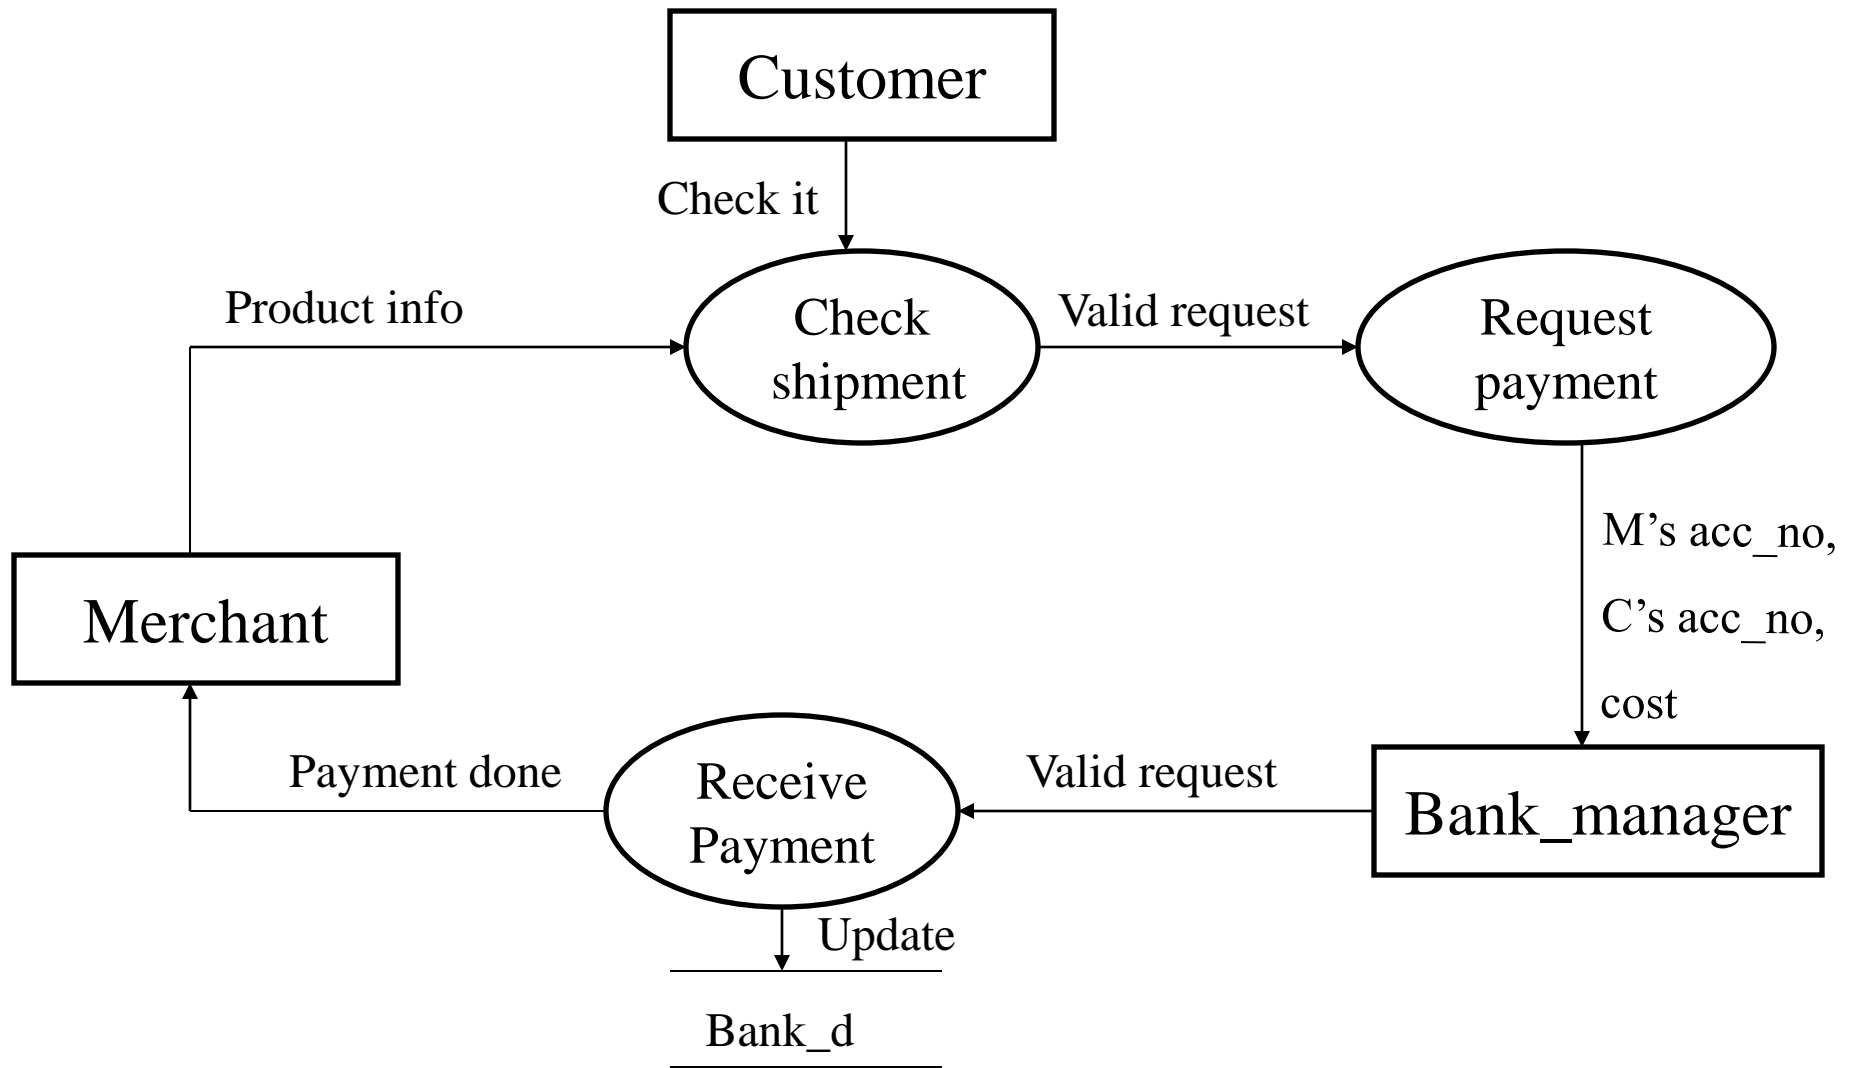 Customer
Check it
Product info
Check
shipment
Valid request
Request
payment
M’s acc_no,
C’s acc_no,
cost
Merchant
Payment done
Receive
Payment
Valid request
Bank_manager
Update
Bank_d